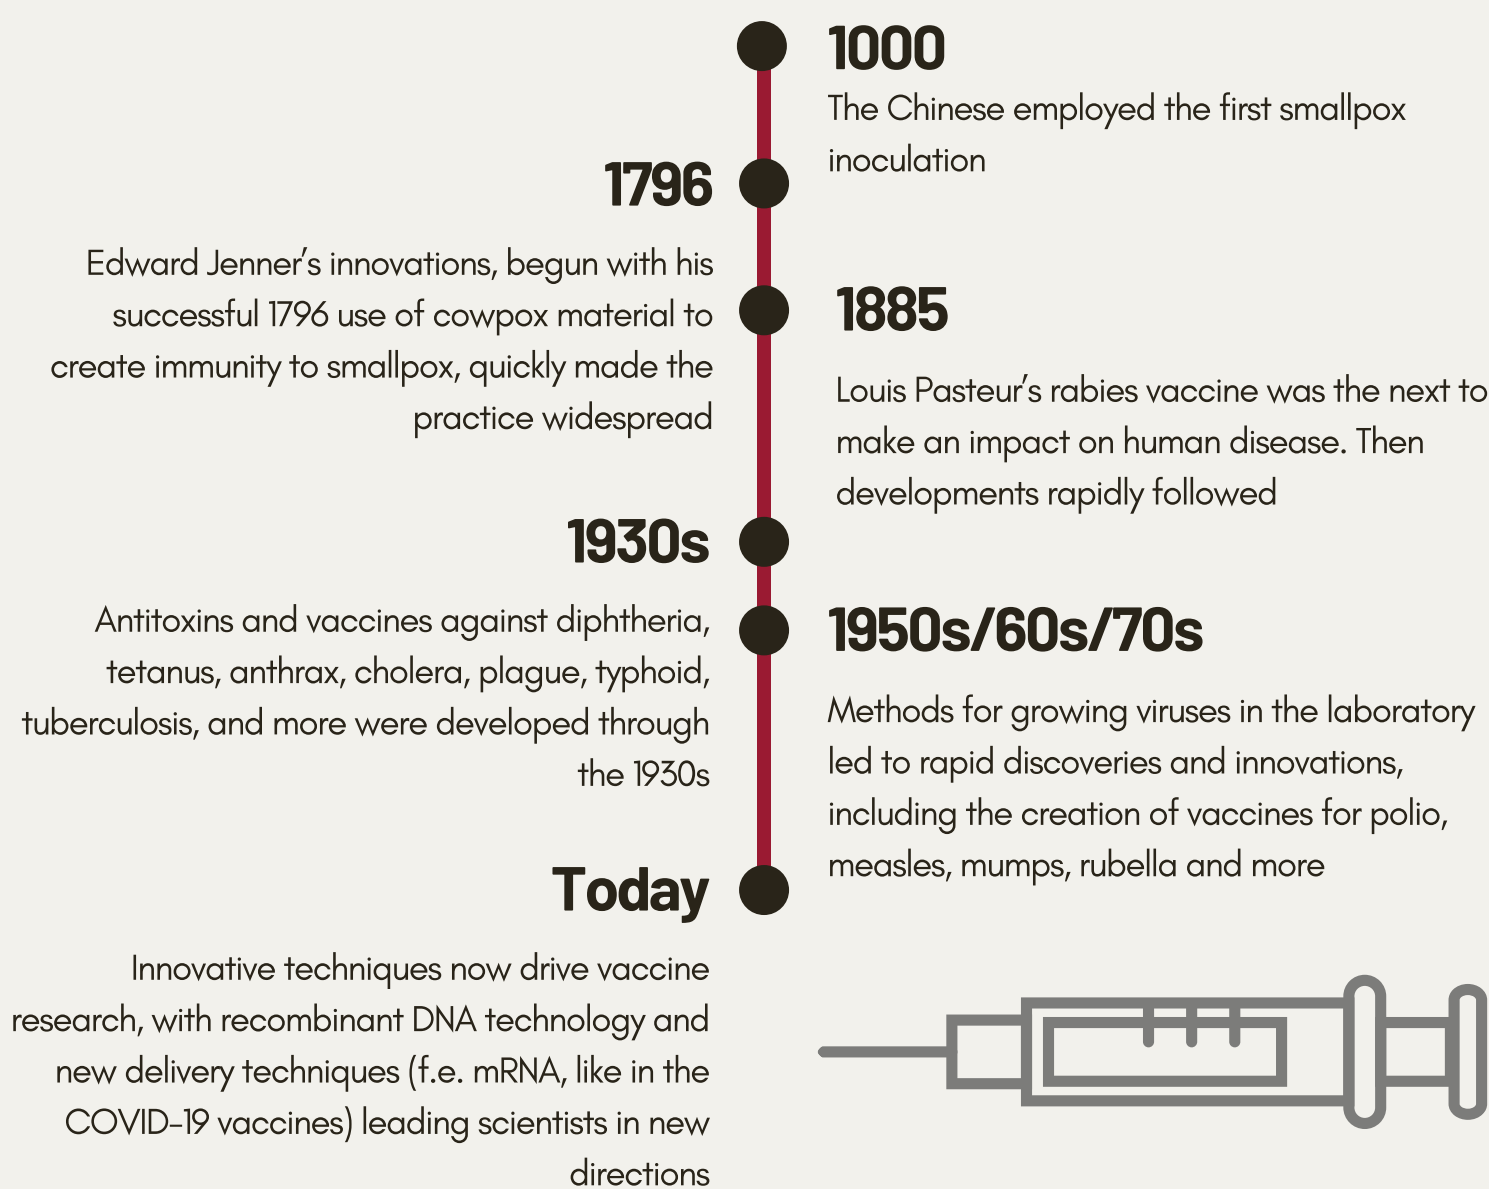 1000
The Chinese employed the first smallpox
inoculation
1796
Edward Jenner’s innovations, begun with his
successful 1796 use of cowpox material to
create immunity to smallpox, quickly made the
practice widespread
1885
Louis Pasteur’s rabies vaccine was the next to
make an impact on human disease. Then
developments rapidly followed
1930s
Antitoxins and vaccines against diphtheria,
tetanus, anthrax, cholera, plague, typhoid,
tuberculosis, and more were developed through
the 1930s
1950s/60s/70s
Methods for growing viruses in the laboratory
led to rapid discoveries and innovations,
including the creation of vaccines for polio,
measles, mumps, rubella and more
Today
Innovative techniques now drive vaccine
research, with recombinant DNA technology and
new delivery techniques (f.e. mRNA, like in the
COVID-19 vaccines) leading scientists in new
directions